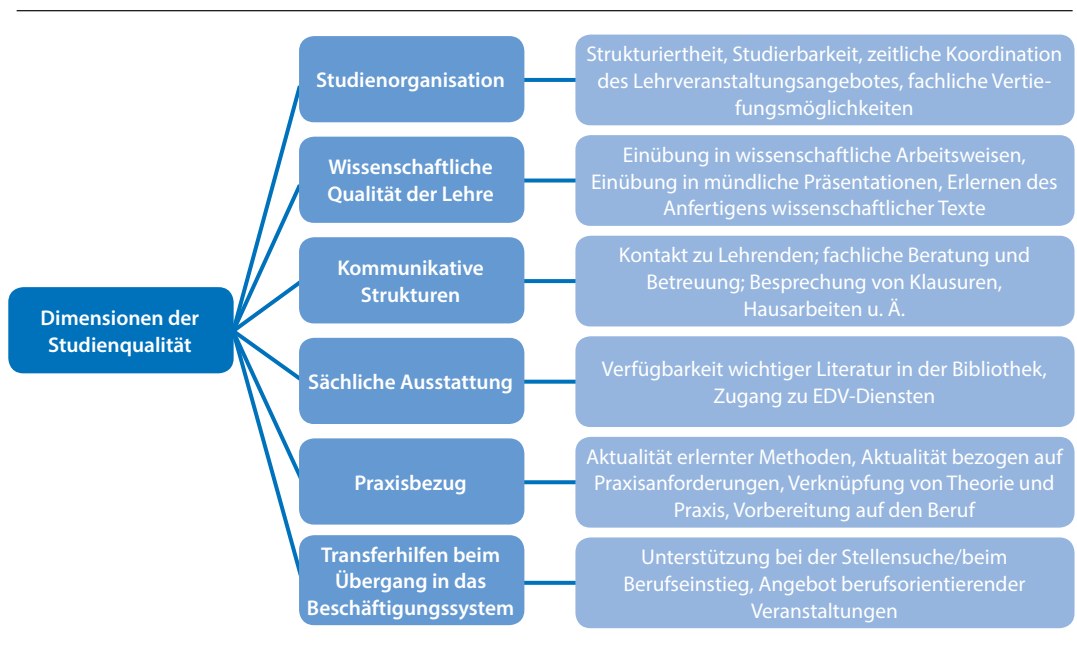 Dimensionen der
Studienqualität
Studienorganisation
Strukturiertheit, Studierbarkeit, zeitliche Koordination
des Lehrveranstaltungsangebotes, fachliche Vertie-
fungsmöglichkeiten
Wissenschaftliche
Qualität der Lehre
Einübung in wissenschaftliche Arbeitsweisen,
Einübung in mündliche Präsentationen, Erlernen des
Anfertigens wissenschaftlicher Texte
Kommunikative
Strukturen
Kontakt zu Lehrenden; fachliche Beratung und
Betreuung; Besprechung von Klausuren,
Hausarbeiten u. Ä.
Sächliche Ausstattung
Verfügbarkeit wichtiger Literatur in der Bibliothek,
Zugang zu EDV-Diensten
Praxisbezug
Aktualität erlernter Methoden, Aktualität bezogen auf
Praxisanforderungen, Verknüpfung von Theorie und
Praxis, Vorbereitung auf den Beruf
Transferhilfen beim
Übergang in das
Beschäftigungssystem
Unterstützung bei der Stellensuche/beim
Berufseinstieg, Angebot berufsorientierender
Veranstaltungen